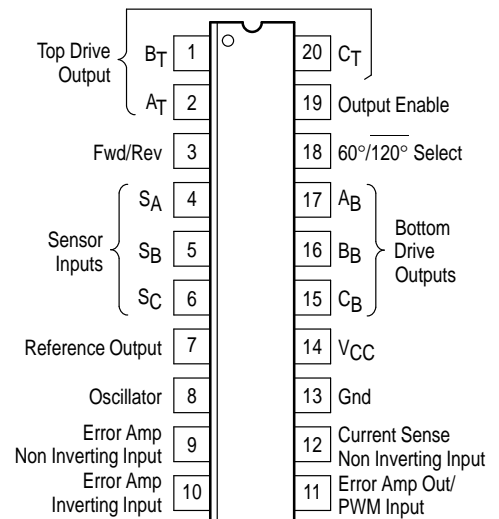 Top Drive
Output
BT 1
20 CT
AT 2
19 Output Enable
Fwd/Rev 3
18 60°/120° Select
Sensor
Inputs
SA 4
17 AB
SB 5
16 BB
SC 6
15 CB
Bottom
Drive
Outputs
Reference Output 7
14 VCC
Oscillator 8
13 Gnd
Error Amp
Non Inverting Input
9
12
Current Sense
Non Inverting Input
Error Amp
Inverting Input
10
11
Error Amp Out/
PWM Input